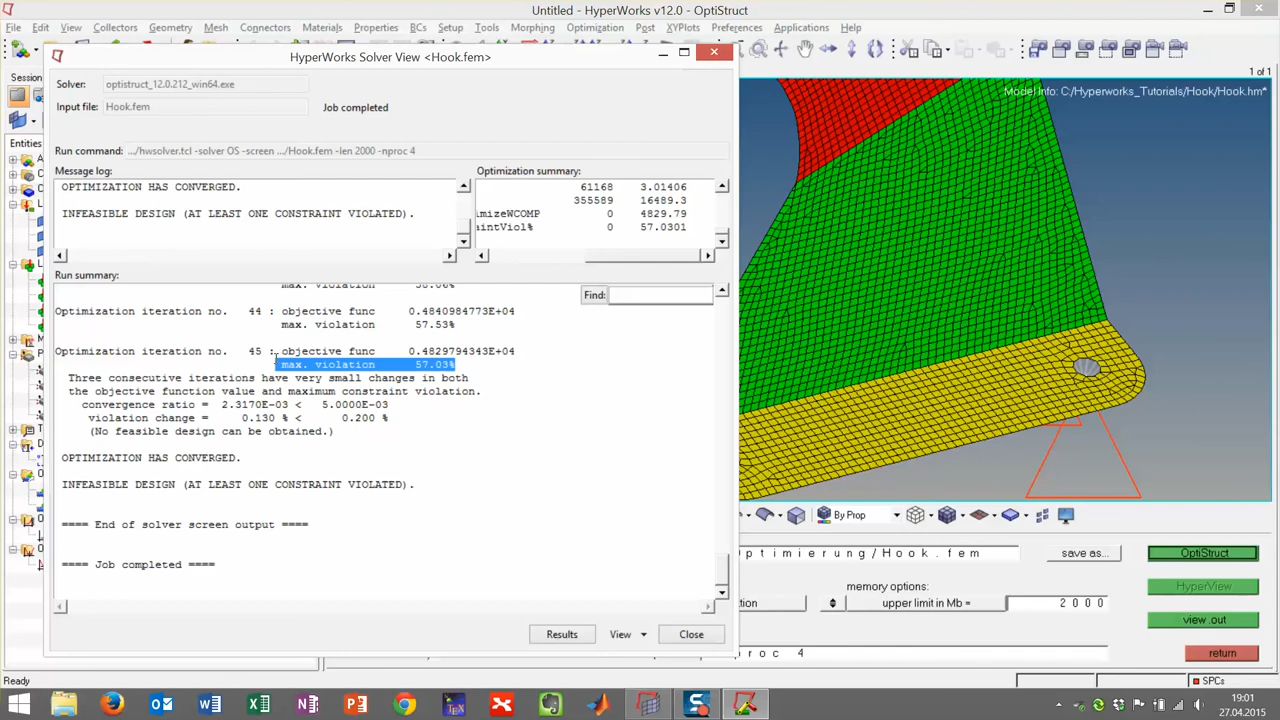 Untitled - HyperWorks v12.0 - OptiStruct
File Edit View Collectors Geometry Mesh Connectors Materials Properties BCs Setup Tools Morphing Optimization Post XYPlots Preferences Applications Help
HyperWorks Solver View <Hook.fem>
Solver: optistruct_12.0.212_win64.exe
Input file: Hook.fem Job completed
Run command: .../hwsolver.tcl -solver OS -screen .../Hook.fem -len 2000 -nproc 4
Message log:
OPTIMIZATION HAS CONVERGED.
INFEASIBLE DESIGN (AT LEAST ONE CONSTRAINT VIOLATED).
Optimization summary:
61168 3.01406
355589 16489.3
imizeWCOMP 0 4829.79
aintViol% 0 57.0301
Run summary:
Find:
max. violation 58.06%
Optimization iteration no. 44 : objective func 0.4840984773E+04
max. violation 57.53%
Optimization iteration no. 45 : objective func 0.4829794343E+04
max. violation 57.03%
Three consecutive iterations have very small changes in both
the objective function value and maximum constraint violation.
convergence ratio = 2.3170E-03 < 5.0000E-03
violation change = 0.130 % < 0.200 %
(No feasible design can be obtained.)
OPTIMIZATION HAS CONVERGED.
INFEASIBLE DESIGN (AT LEAST ONE CONSTRAINT VIOLATED).
==== End of solver screen output ====
==== Job completed ====
Results View Close
Session
Entities
1 of 1
Model Info: C:/Hyperworks_Tutorials/Hook/Hook.hm*
By Prop
ptimierung/Hook.fem save as... OptiStruct
memory options: HyperView
tion upper limit in Mb = 2000 view .out
proc 4 return
Ready SPCs
19:01
27.04.2015